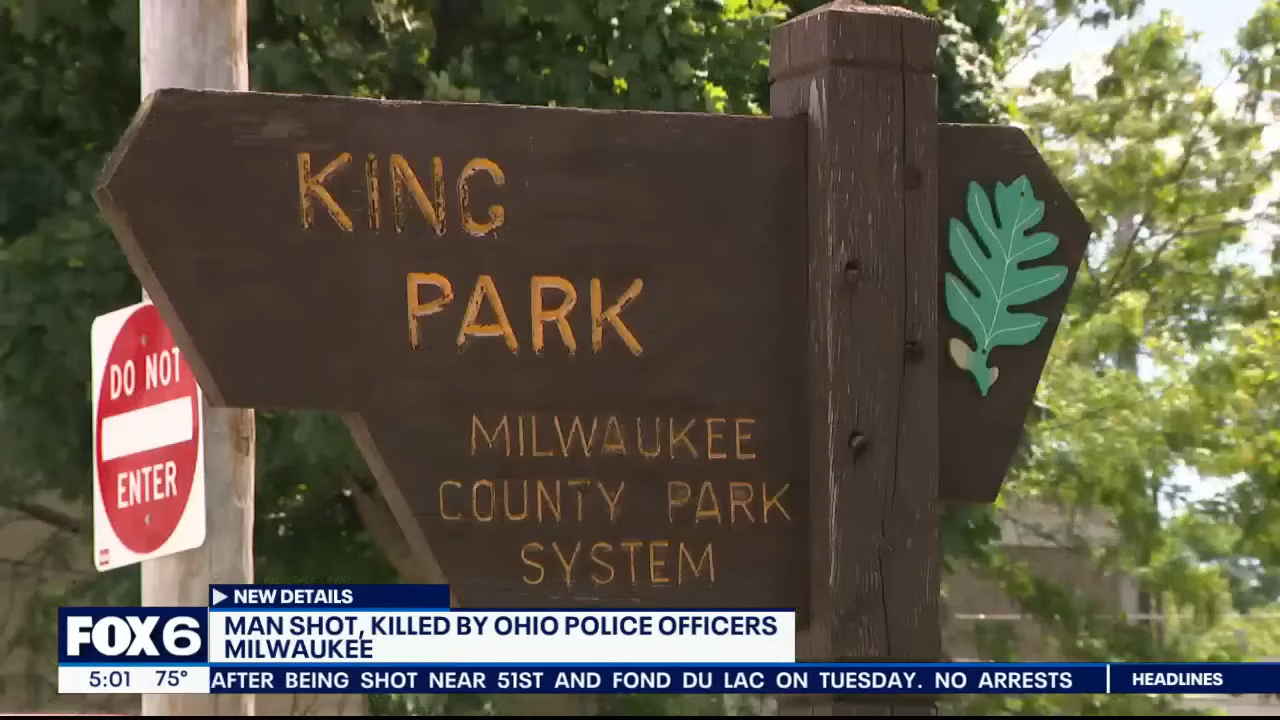 KING
PARK
MILWAUKEE
COUNTY PARK
SYSTEM
DO NOT
ENTER
NEW DETAILS
FOX6
MAN SHOT, KILLED BY OHIO POLICE OFFICERS
MILWAUKEE
5:01 75°
AFTER BEING SHOT NEAR 51ST AND FOND DU LAC ON TUESDAY. NO ARRESTS
HEADLINES